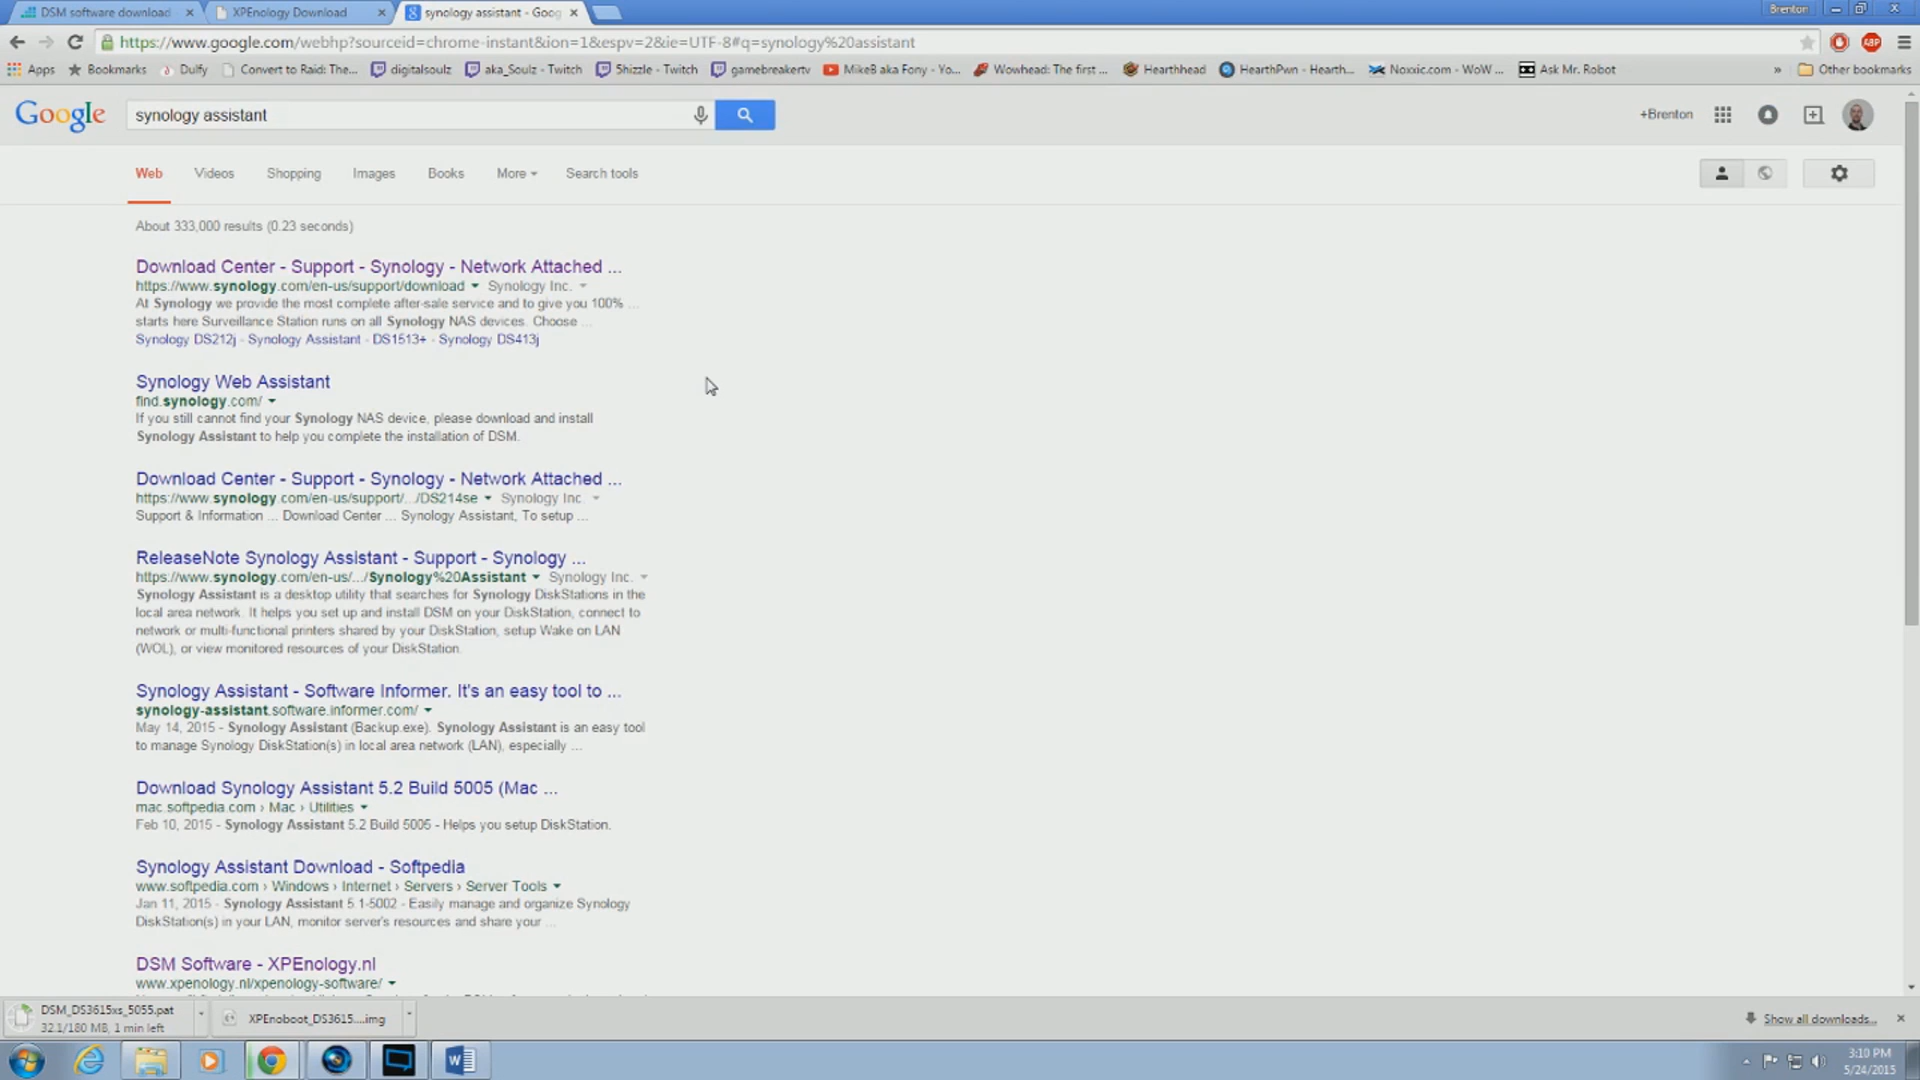 DSM software download
XPEnology Download
synology assistant - Goog
Brenton
https://www.google.com/webhp?sourceid=chrome-instant&ion=1&espv=2&ie=UTF-8#q=synology%20assistant
ABP
Apps
Bookmarks
Dulfy
Convert to Raid: The...
digitalsoulz
aka_Soulz - Twitch
5hizzle - Twitch
gamebreakertv
MikeB aka Fony - Yo...
Wowhead: The first ...
Hearthhead
HearthPwn - Hearth...
Noxxic.com - WoW ...
Ask Mr. Robot
»
Other bookmarks
Google
synology assistant
+Brenton
Web
Videos
Shopping
Images
Books
More
Search tools
About 333,000 results (0.23 seconds)
Download Center - Support - Synology - Network Attached ...
https://www.synology.com/en-us/support/download Synology Inc.
At Synology we provide the most complete after-sale service and to give you 100% ...
starts here Surveillance Station runs on all Synology NAS devices. Choose ...
Synology DS212j - Synology Assistant - DS1513+ - Synology DS413j
Synology Web Assistant
find.synology.com/
If you still cannot find your Synology NAS device, please download and install
Synology Assistant to help you complete the installation of DSM.
Download Center - Support - Synology - Network Attached ...
https://www.synology.com/en-us/support/.../DS214se Synology Inc.
Support & Information ... Download Center ... Synology Assistant, To setup ...
ReleaseNote Synology Assistant - Support - Synology ...
https://www.synology.com/en-us/.../Synology%20Assistant Synology Inc.
Synology Assistant is a desktop utility that searches for Synology DiskStations in the
local area network. It helps you set up and install DSM on your DiskStation, connect to
network or multi-functional printers shared by your DiskStation, setup Wake on LAN
(WOL), or view monitored resources of your DiskStation.
Synology Assistant - Software Informer. It's an easy tool to ...
synology-assistant.software.informer.com/
May 14, 2015 - Synology Assistant (Backup.exe). Synology Assistant is an easy tool
to manage Synology DiskStation(s) in local area network (LAN), especially ...
Download Synology Assistant 5.2 Build 5005 (Mac ...
mac.softpedia.com › Mac › Utilities
Feb 10, 2015 - Synology Assistant 5.2 Build 5005 - Helps you setup DiskStation.
Synology Assistant Download - Softpedia
www.softpedia.com › Windows › Internet › Servers › Server Tools
Jan 11, 2015 - Synology Assistant 5.1-5002 - Easily manage and organize Synology
DiskStation(s) in your LAN, monitor server's resources and share your ...
DSM Software - XPEnology.nl
www.xpenology.nl/xpenology-software/
DSM_DS3615xs_5055.pat
32.1/180 MB, 1 min left
XPEnoboot_DS3615....img
Show all downloads...
3:10 PM
5/24/2015